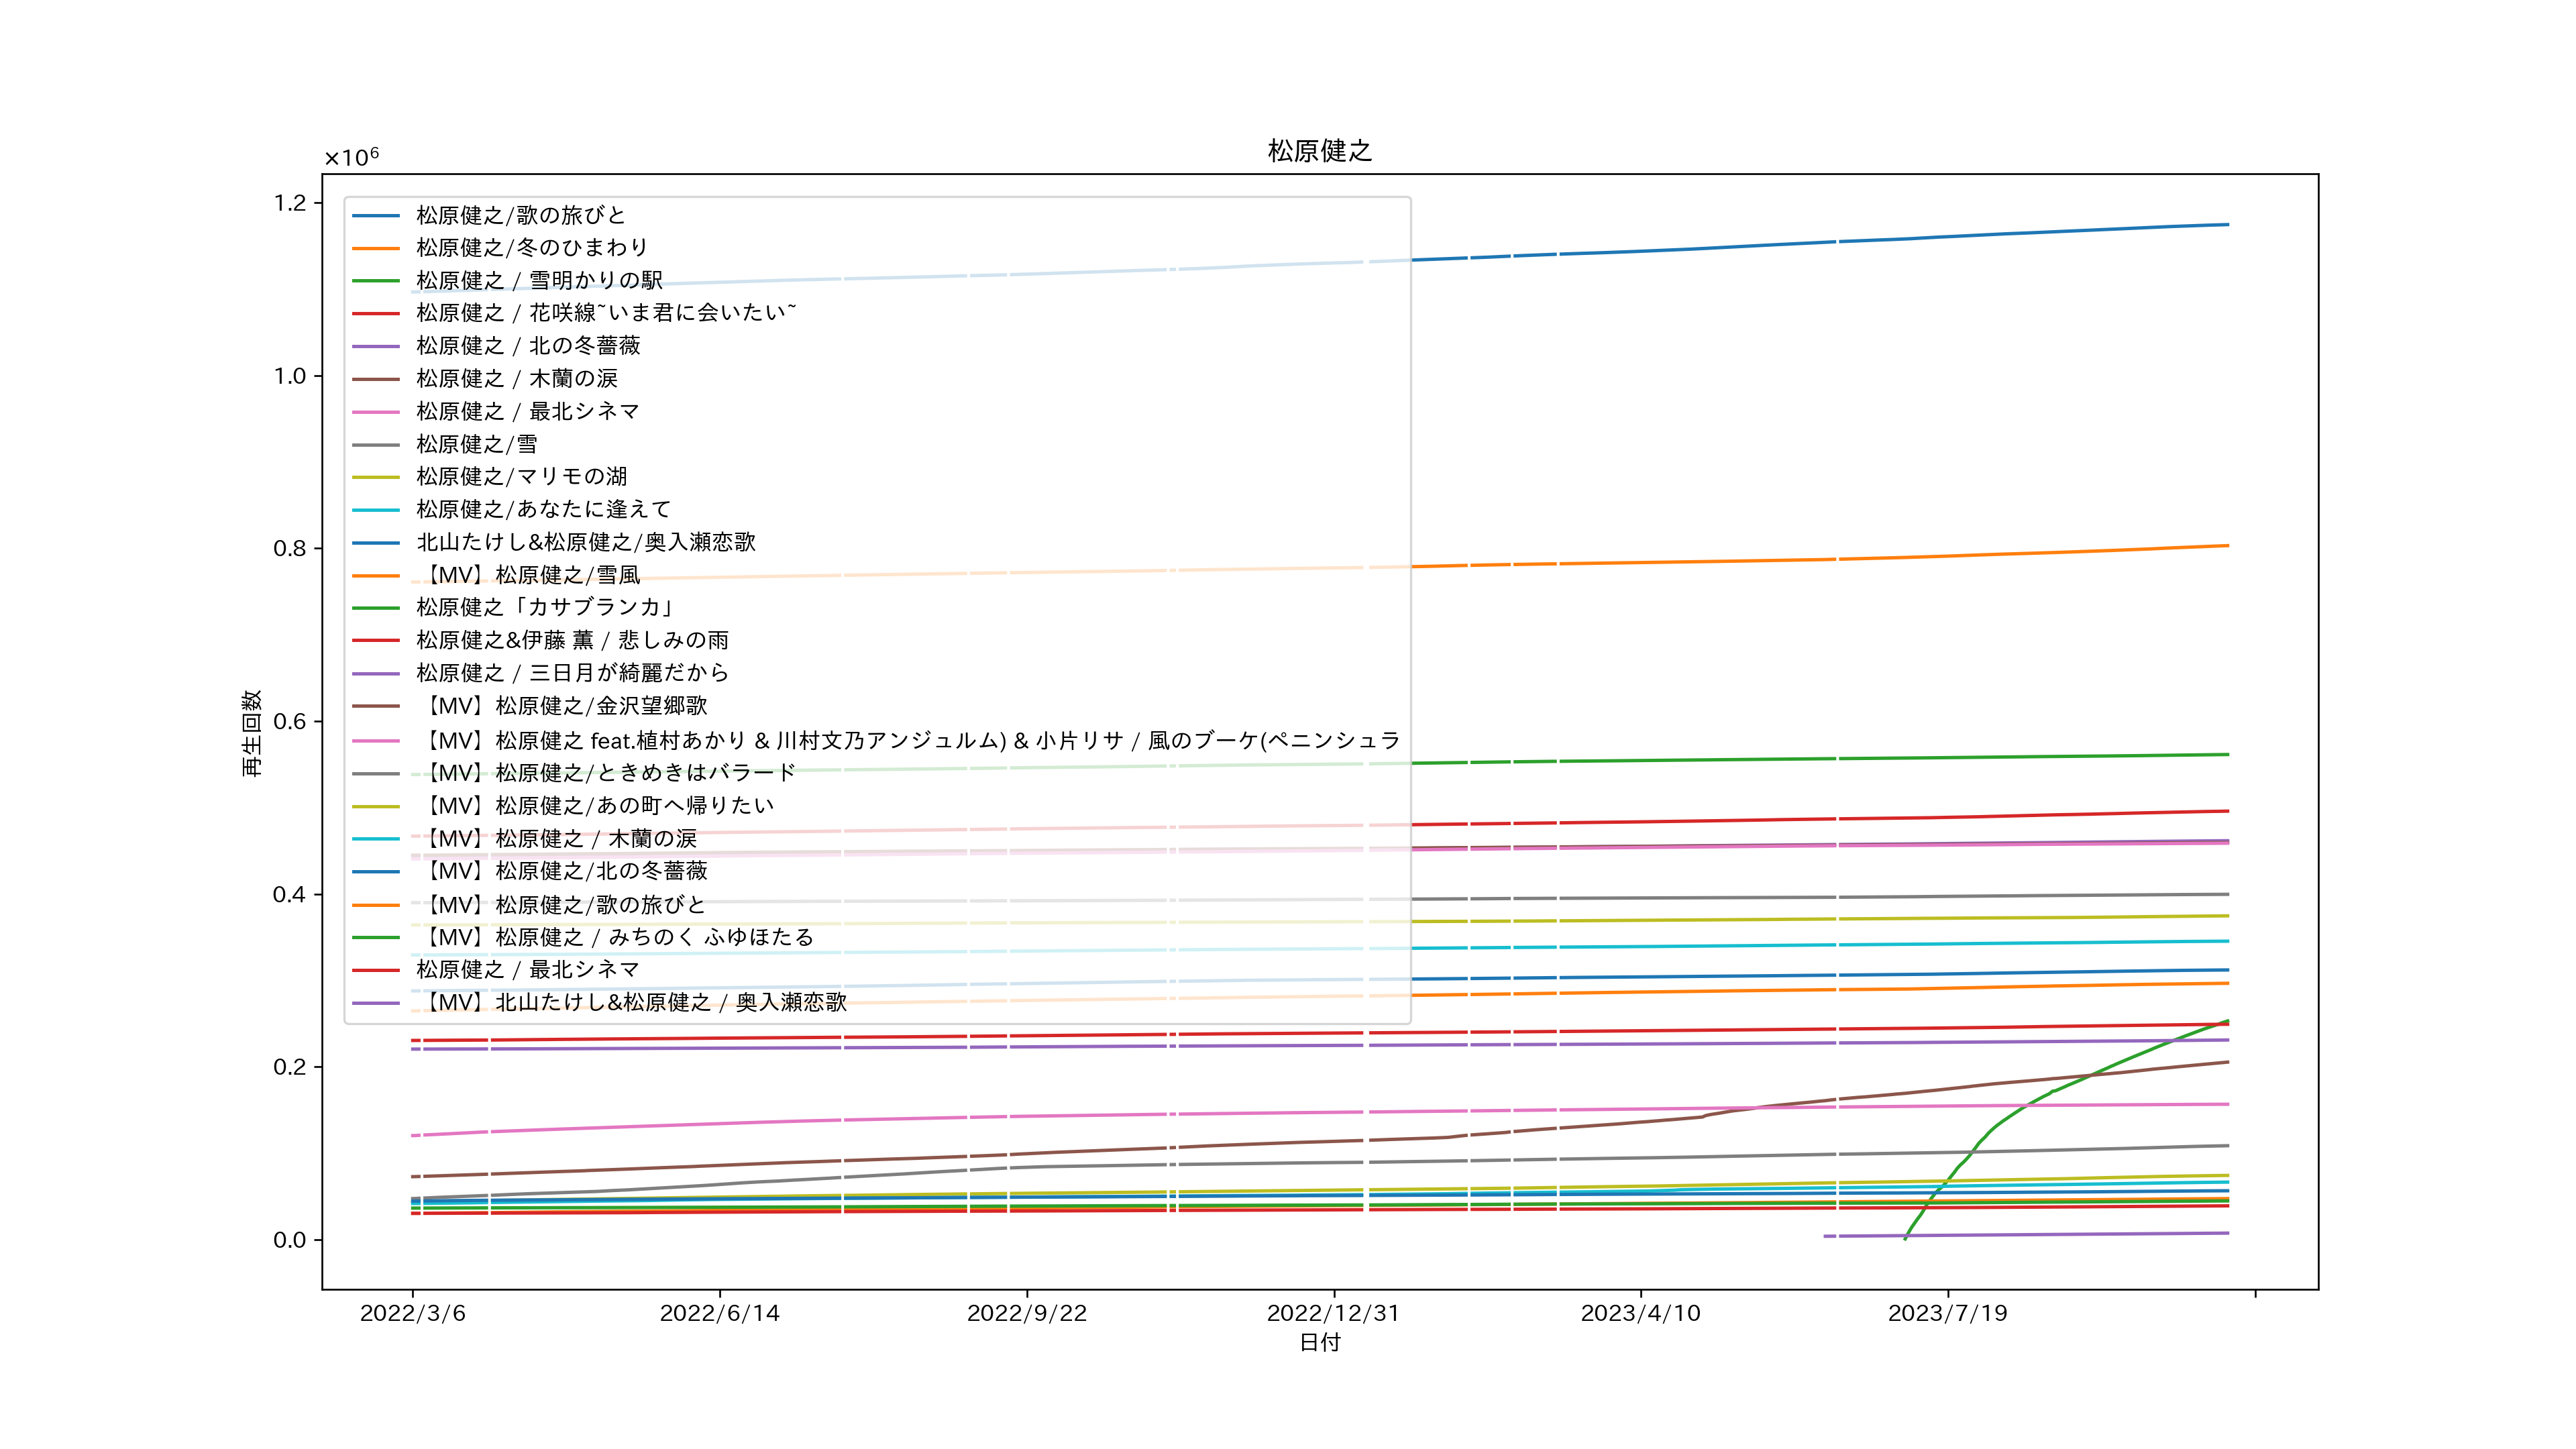 松原健之
×10⁶
1.2
1.0
0.8
0.6
0.4
0.2
0.0
再生回数
松原健之/歌の旅びと
松原健之/冬のひまわり
松原健之 / 雪明かりの駅
松原健之 / 花咲線~いま君に会いたい~
松原健之 / 北の冬薔薇
松原健之 / 木蘭の涙
松原健之 / 最北シネマ
松原健之/雪
松原健之/マリモの湖
松原健之/あなたに逢えて
北山たけし&松原健之/奥入瀬恋歌
【MV】松原健之/雪風
松原健之「カサブランカ」
松原健之&伊藤 薫 / 悲しみの雨
松原健之 / 三日月が綺麗だから
【MV】松原健之/金沢望郷歌
【MV】松原健之 feat.植村あかり & 川村文乃アンジュルム) & 小片リサ / 風のブーケ(ペニンシュラ
【MV】松原健之/ときめきはバラード
【MV】松原健之/あの町へ帰りたい
【MV】松原健之 / 木蘭の涙
【MV】松原健之/北の冬薔薇
【MV】松原健之/歌の旅びと
【MV】松原健之 / みちのく ふゆほたる
松原健之 / 最北シネマ
【MV】北山たけし&松原健之 / 奥入瀬恋歌
2022/3/6 2022/6/14 2022/9/22 2022/12/31 2023/4/10 2023/7/19
日付